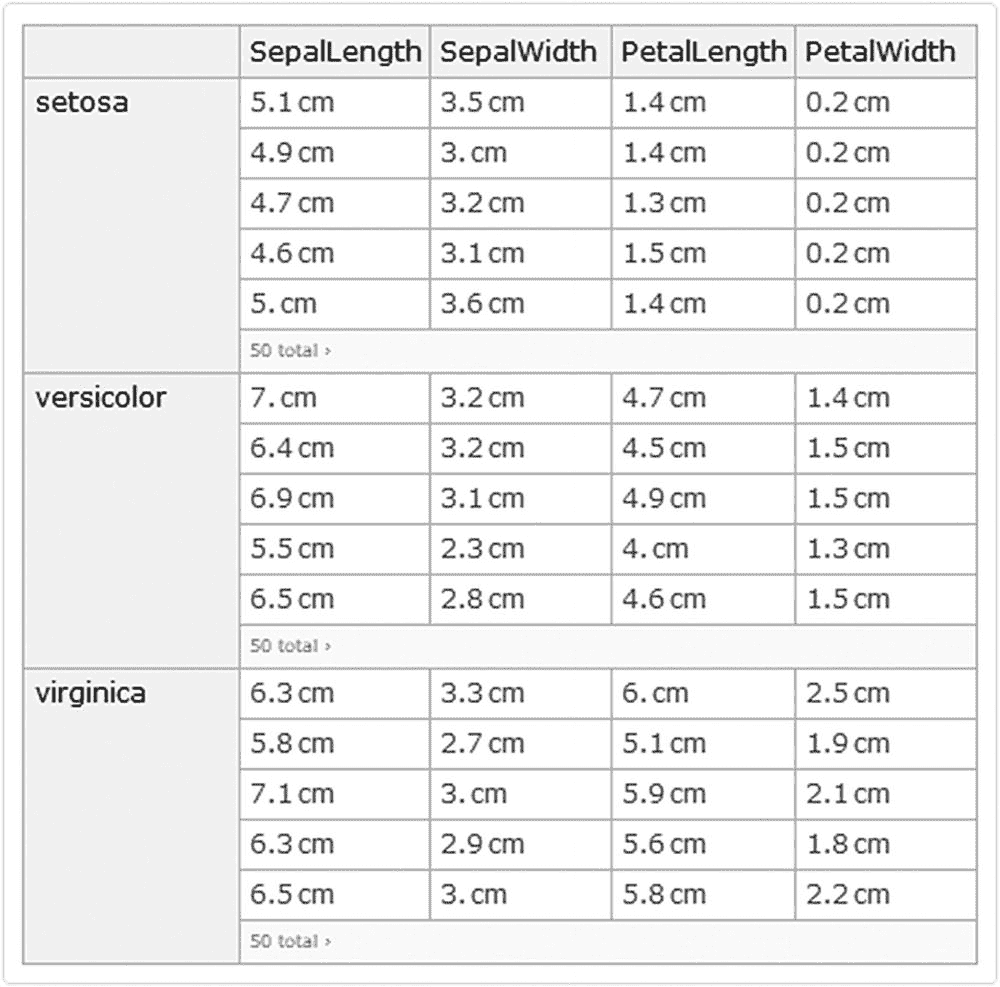 SepalLength SepalWidth PetalLength PetalWidth
setosa 5.1 cm 3.5 cm 1.4 cm 0.2 cm
4.9 cm 3. cm 1.4 cm 0.2 cm
4.7 cm 3.2 cm 1.3 cm 0.2 cm
4.6 cm 3.1 cm 1.5 cm 0.2 cm
5. cm 3.6 cm 1.4 cm 0.2 cm
50 total ›
versicolor 7. cm 3.2 cm 4.7 cm 1.4 cm
6.4 cm 3.2 cm 4.5 cm 1.5 cm
6.9 cm 3.1 cm 4.9 cm 1.5 cm
5.5 cm 2.3 cm 4. cm 1.3 cm
6.5 cm 2.8 cm 4.6 cm 1.5 cm
50 total ›
virginica 6.3 cm 3.3 cm 6. cm 2.5 cm
5.8 cm 2.7 cm 5.1 cm 1.9 cm
7.1 cm 3. cm 5.9 cm 2.1 cm
6.3 cm 2.9 cm 5.6 cm 1.8 cm
6.5 cm 3. cm 5.8 cm 2.2 cm
50 total ›